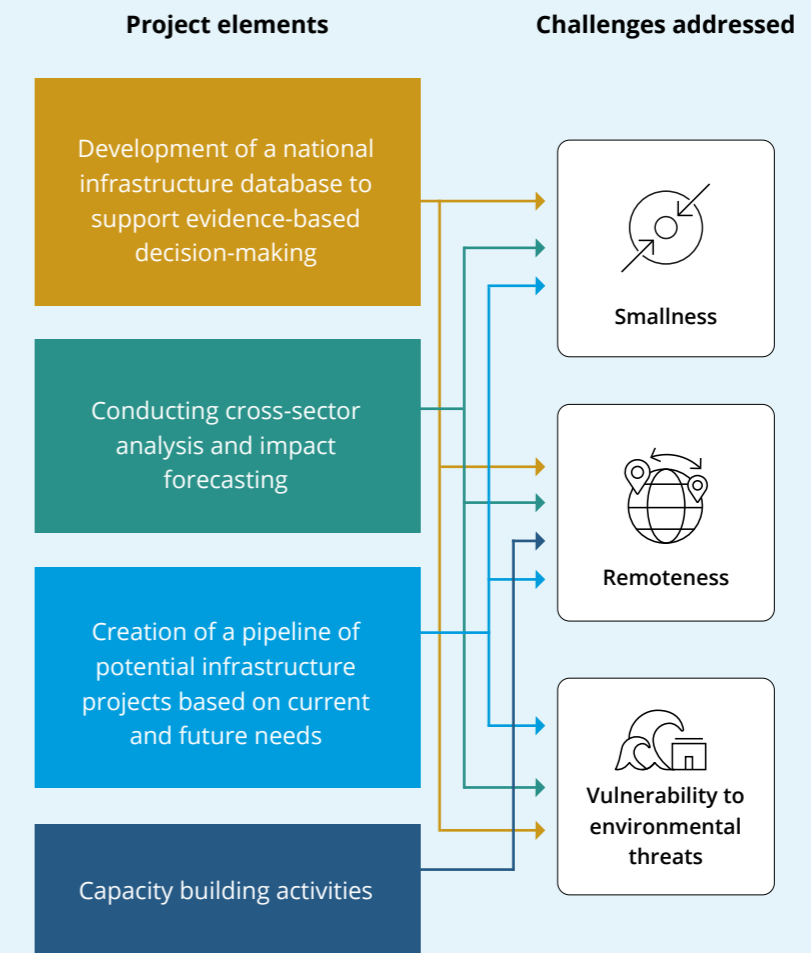 Project elements
Challenges addressed
Development of a national
infrastructure database to
support evidence-based
decision-making
Smallness
Conducting cross-sector
analysis and impact
forecasting
Remoteness
Creation of a pipeline of
potential infrastructure
projects based on current
and future needs
Vulnerability to
environmental
threats
Capacity building activities